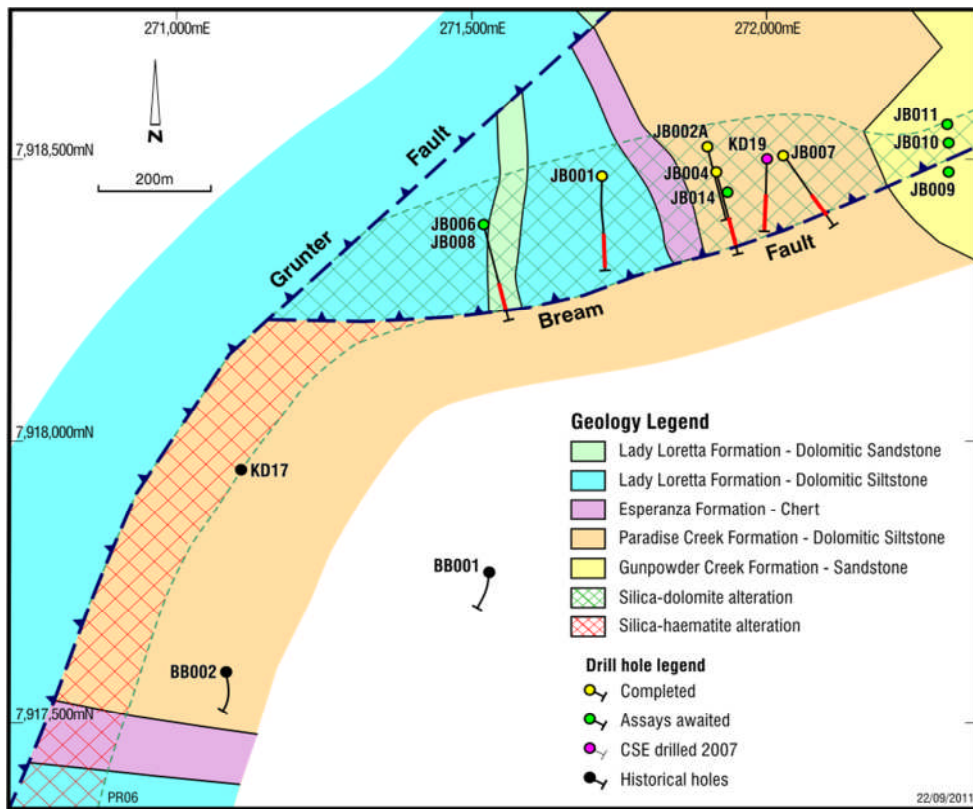 271,000mE
271,500mE
272,000mE
N
7,918,500mN
200m
Grunter
Fault
JB002A
KD19
JB007
JB011
JB010
JB009
JB001
JB004
JB014
JB006
JB008
Bream
Fault
7,918,000mN
KD17
BB001
BB002
7,917,500mN
Geology Legend
Lady Loretta Formation - Dolomitic Sandstone
Lady Loretta Formation - Dolomitic Siltstone
Esperanza Formation - Chert
Paradise Creek Formation - Dolomitic Siltstone
Gunpowder Creek Formation - Sandstone
Silica-dolomite alteration
Silica-haematite alteration
Drill hole legend
Completed
Assays awaited
CSE drilled 2007
Historical holes
PR06
22/09/2011